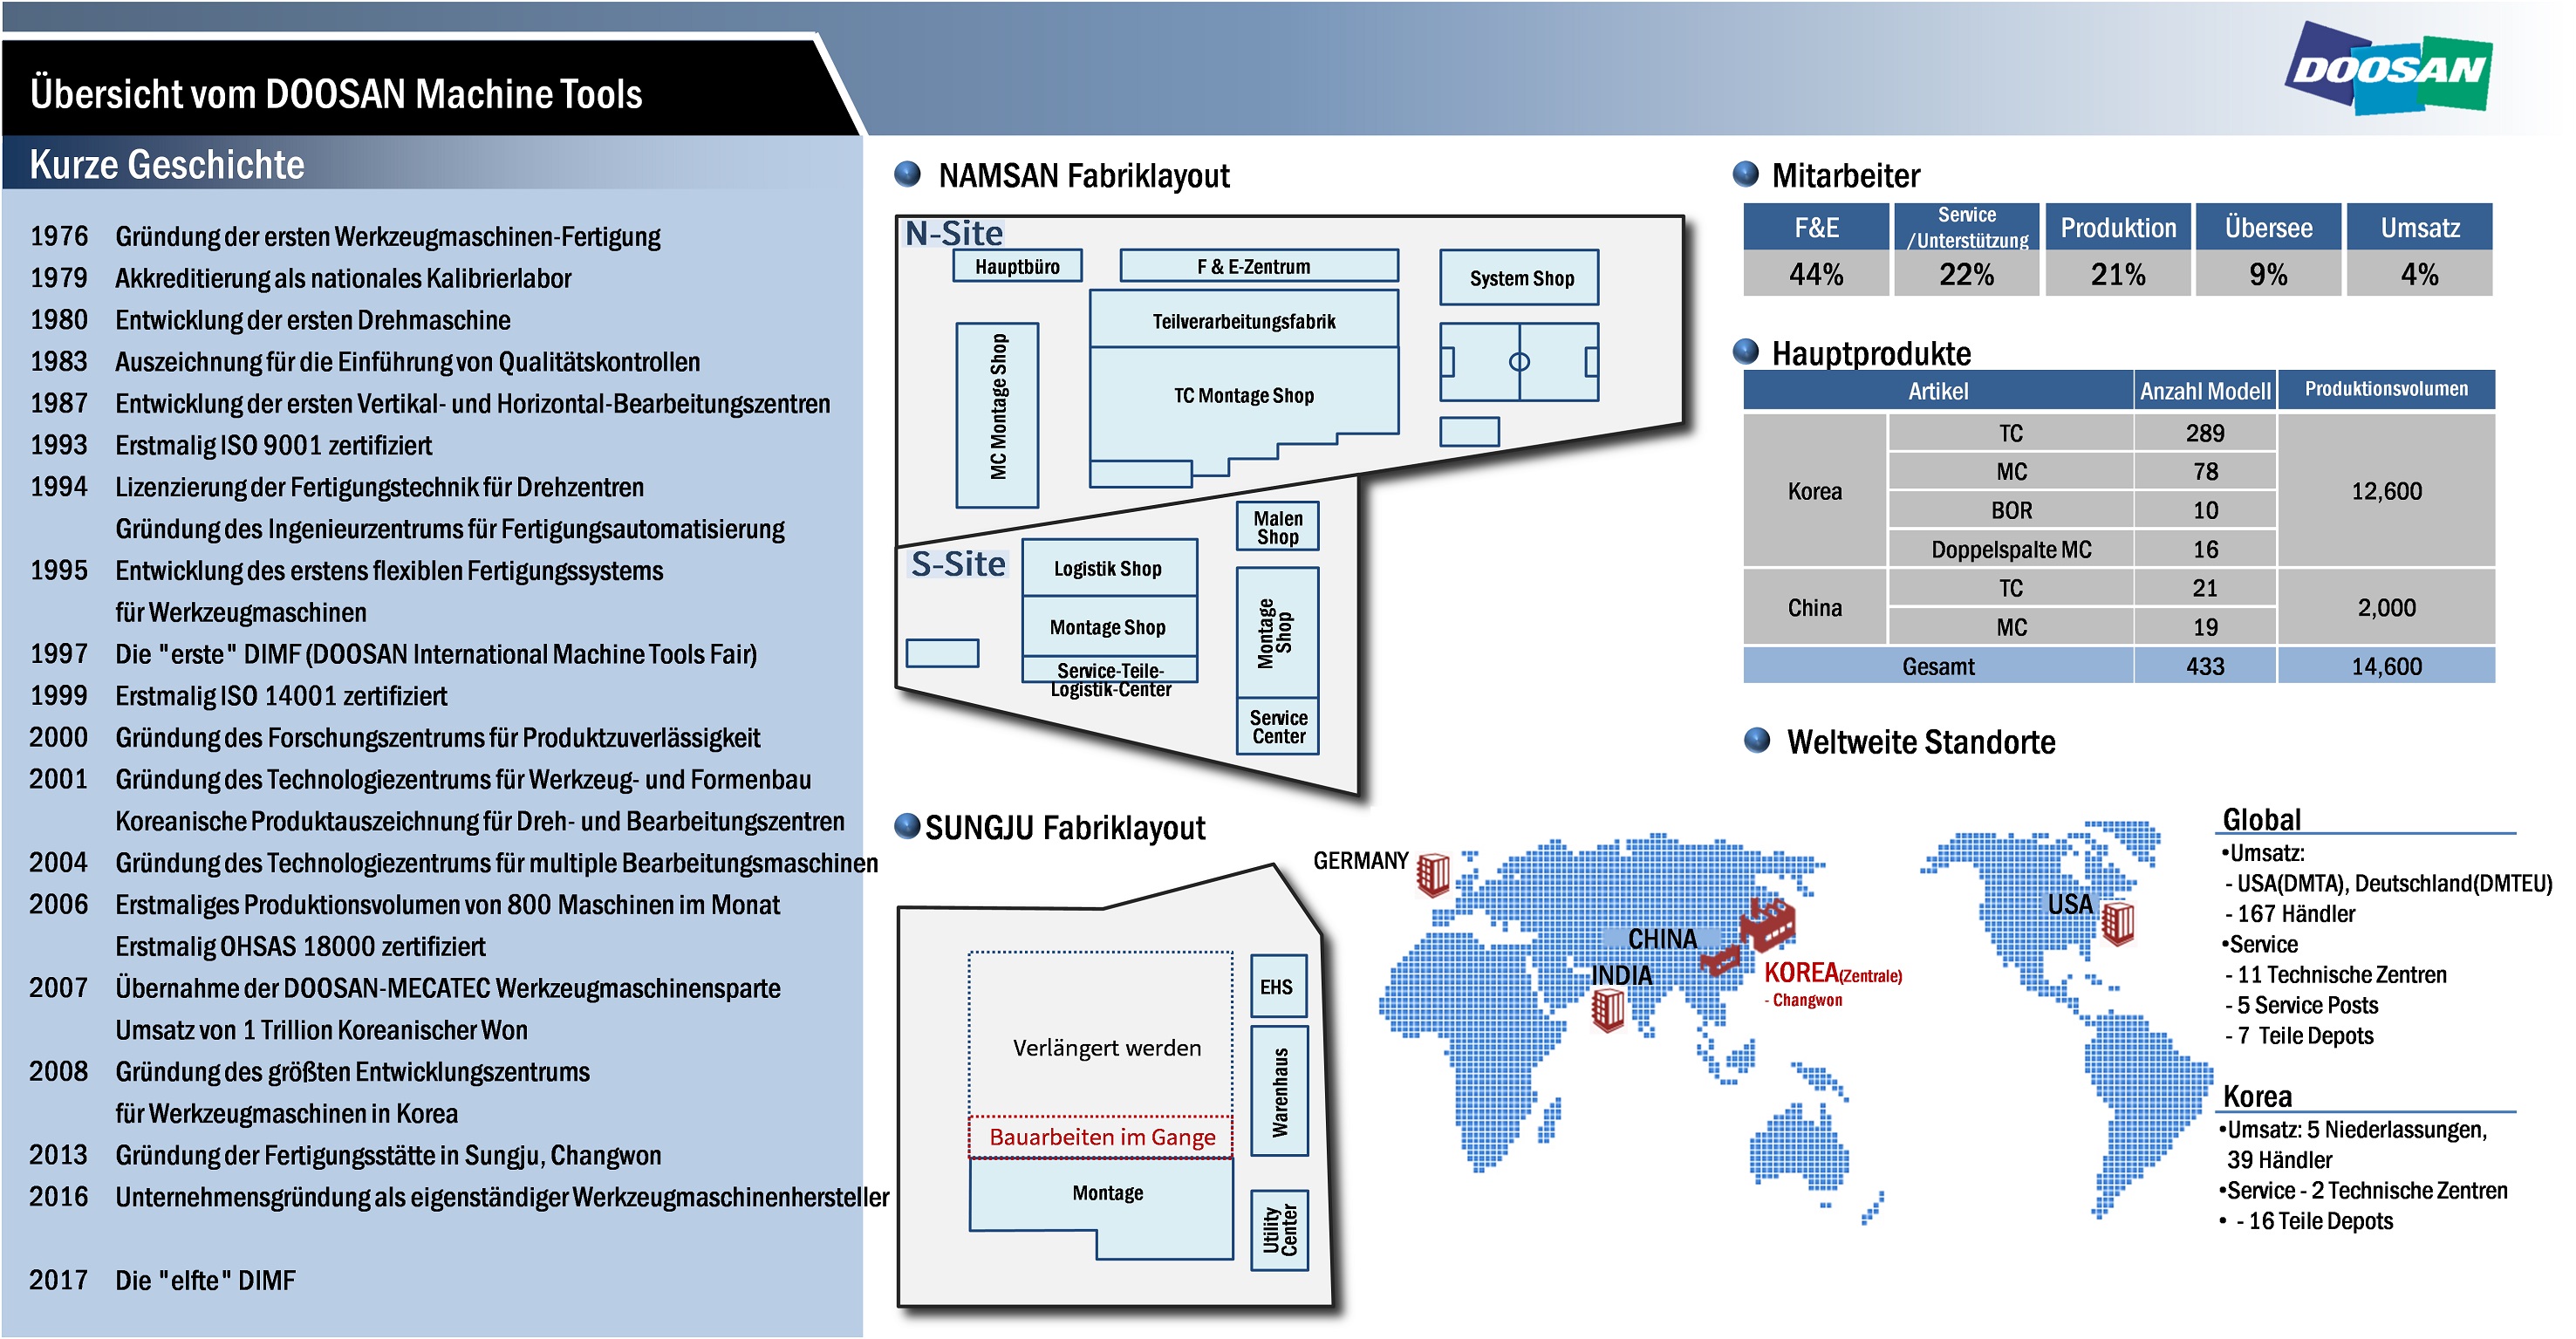 Übersicht vom DOOSAN Machine Tools
DOOSAN
Kurze Geschichte
1976 Gründung der ersten Werkzeugmaschinen-Fertigung
1979 Akkreditierung als nationales Kalibrierlabor
1980 Entwicklung der ersten Drehmaschine
1983 Auszeichnung für die Einführung von Qualitätskontrollen
1987 Entwicklung der ersten Vertikal- und Horizontal-Bearbeitungszentren
1993 Erstmalig ISO 9001 zertifiziert
1994 Lizenzierung der Fertigungstechnik für Drehzentren
Gründung des Ingenieurzentrums für Fertigungsautomatisierung
1995 Entwicklung des erstens flexiblen Fertigungssystems
für Werkzeugmaschinen
1997 Die "erste" DIMF (DOOSAN International Machine Tools Fair)
1999 Erstmalig ISO 14001 zertifiziert
2000 Gründung des Forschungszentrums für Produktzuverlässigkeit
2001 Gründung des Technologiezentrums für Werkzeug- und Formenbau
Koreanische Produktauszeichnung für Dreh- und Bearbeitungszentren
2004 Gründung des Technologiezentrums für multiple Bearbeitungsmaschinen
2006 Erstmaliges Produktionsvolumen von 800 Maschinen im Monat
Erstmalig OHSAS 18000 zertifiziert
2007 Übernahme der DOOSAN-MECATEC Werkzeugmaschinensparte
Umsatz von 1 Trillion Koreanischer Won
2008 Gründung des größten Entwicklungszentrums
für Werkzeugmaschinen in Korea
2013 Gründung der Fertigungsstätte in Sungju, Changwon
2016 Unternehmensgründung als eigenständiger Werkzeugmaschinenhersteller
2017 Die "elfte" DIMF
NAMSAN Fabriklayout
N-Site
Hauptbüro
F & E-Zentrum
System Shop
Teilverarbeitungsfabrik
MC Montage Shop
TC Montage Shop
S-Site
Malen
Shop
Logistik Shop
Montage Shop
Montage
Shop
Service-Teile-
Logistik-Center
Service
Center
SUNGJU Fabriklayout
EHS
Verlängert werden
Warenhaus
Bauarbeiten im Gange
Montage
Utility
Center
Mitarbeiter
F&E Service /Unterstützung Produktion Übersee Umsatz
44% 22% 21% 9% 4%
Hauptprodukte
Artikel Anzahl Modell Produktionsvolumen
Korea TC 289 12,600
MC 78
BOR 10
Doppelspalte MC 16
China TC 21 2,000
MC 19
Gesamt 433 14,600
Weltweite Standorte
GERMANY
CHINA
INDIA
KOREA(Zentrale)
- Changwon
USA
Global
•Umsatz:
- USA(DMTA), Deutschland(DMTEU)
- 167 Händler
•Service
- 11 Technische Zentren
- 5 Service Posts
- 7 Teile Depots
Korea
•Umsatz: 5 Niederlassungen,
39 Händler
•Service - 2 Technische Zentren
• - 16 Teile Depots